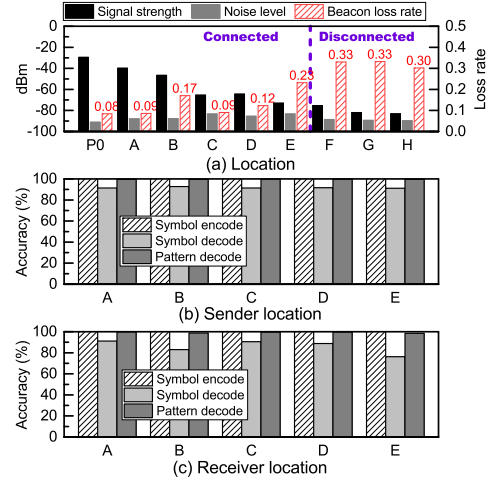 Signal strength Noise level Beacon loss rate
0 0.5
-20 0.4
-40 0.3
-60 0.2
-80 0.1
-100 0.0
dBm
Loss rate
Connected Disconnected
0.08 0.09 0.17 0.09 0.12 0.23 0.33 0.33 0.30
P0 A B C D E F G H
(a) Location
100
80
60
40
20
0
Accuracy (%)
Symbol encode
Symbol decode
Pattern decode
A B C D E
(b) Sender location
100
80
60
40
20
0
Accuracy (%)
Symbol encode
Symbol decode
Pattern decode
A B C D E
(c) Receiver location